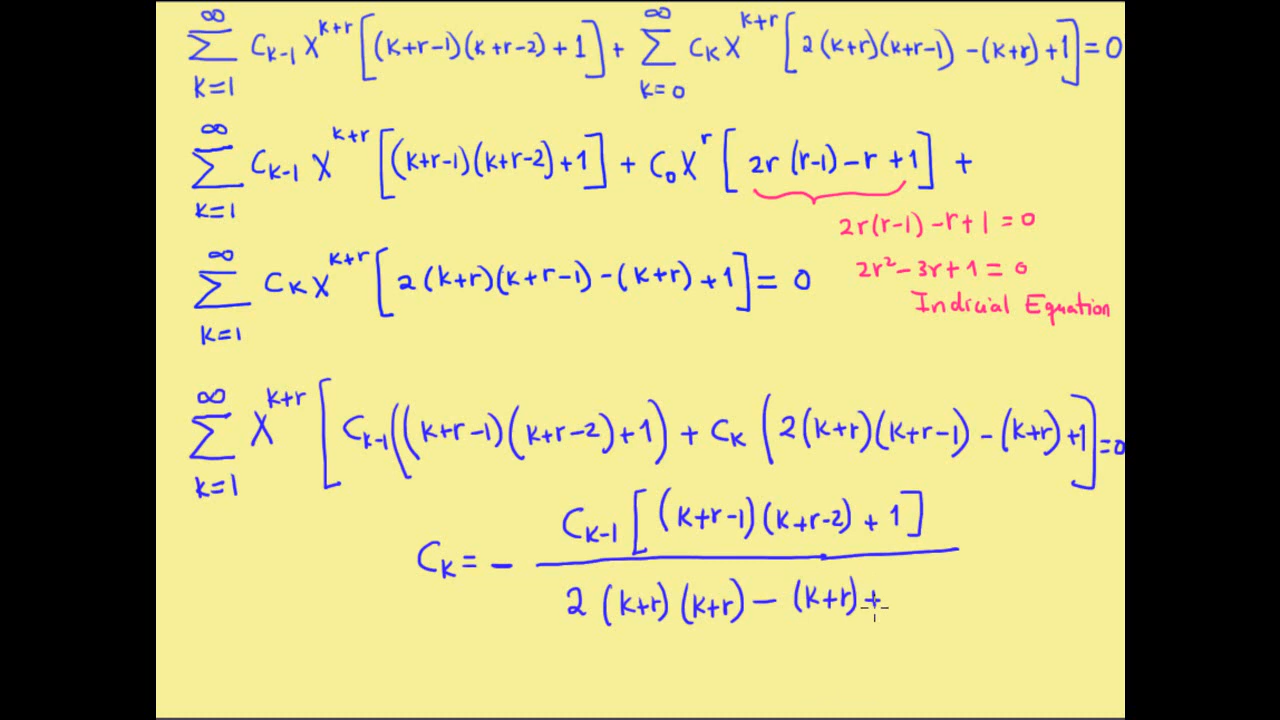 ∞ ∑ k=1 C_{k-1} X^{k+r} [(k+r-1)(k+r-2)+1] + ∞ ∑ k=0 C_k X^{k+r} [2(k+r)(k+r-1) -(k+r)+1] = 0
∞ ∑ k=1 C_{k-1} X^{k+r} [(k+r-1)(k+r-2)+1] + C_0 X^r [2r(r-1)-r+1] +
2r(r-1)-r+1=0
∞ ∑ k=1 C_k X^{k+r} [2(k+r)(k+r-1)-(k+r)+1] = 0
2r²-3r+1=0
Indicial Equation
∞ ∑ k=1 X^{k+r} [C_{k-1}((k+r-1)(k+r-2)+1) + C_k (2(k+r)(k+r-1)-(k+r)+1] = 0
C_k = - C_{k-1} [(k+r-1)(k+r-2)+1]
2(k+r)(k+r)-(k+r)+